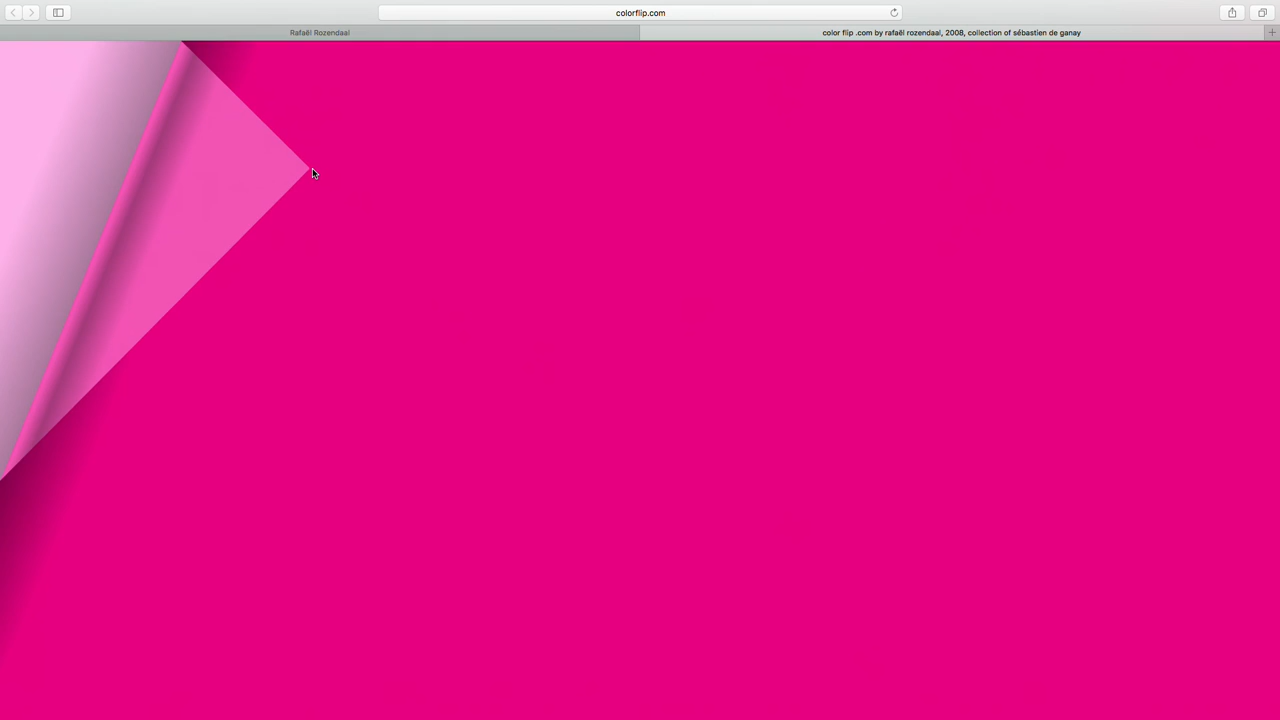 colorflip.com
Rafaël Rozendaal
color flip .com by rafaël rozendaal, 2008, collection of sébastien de ganay